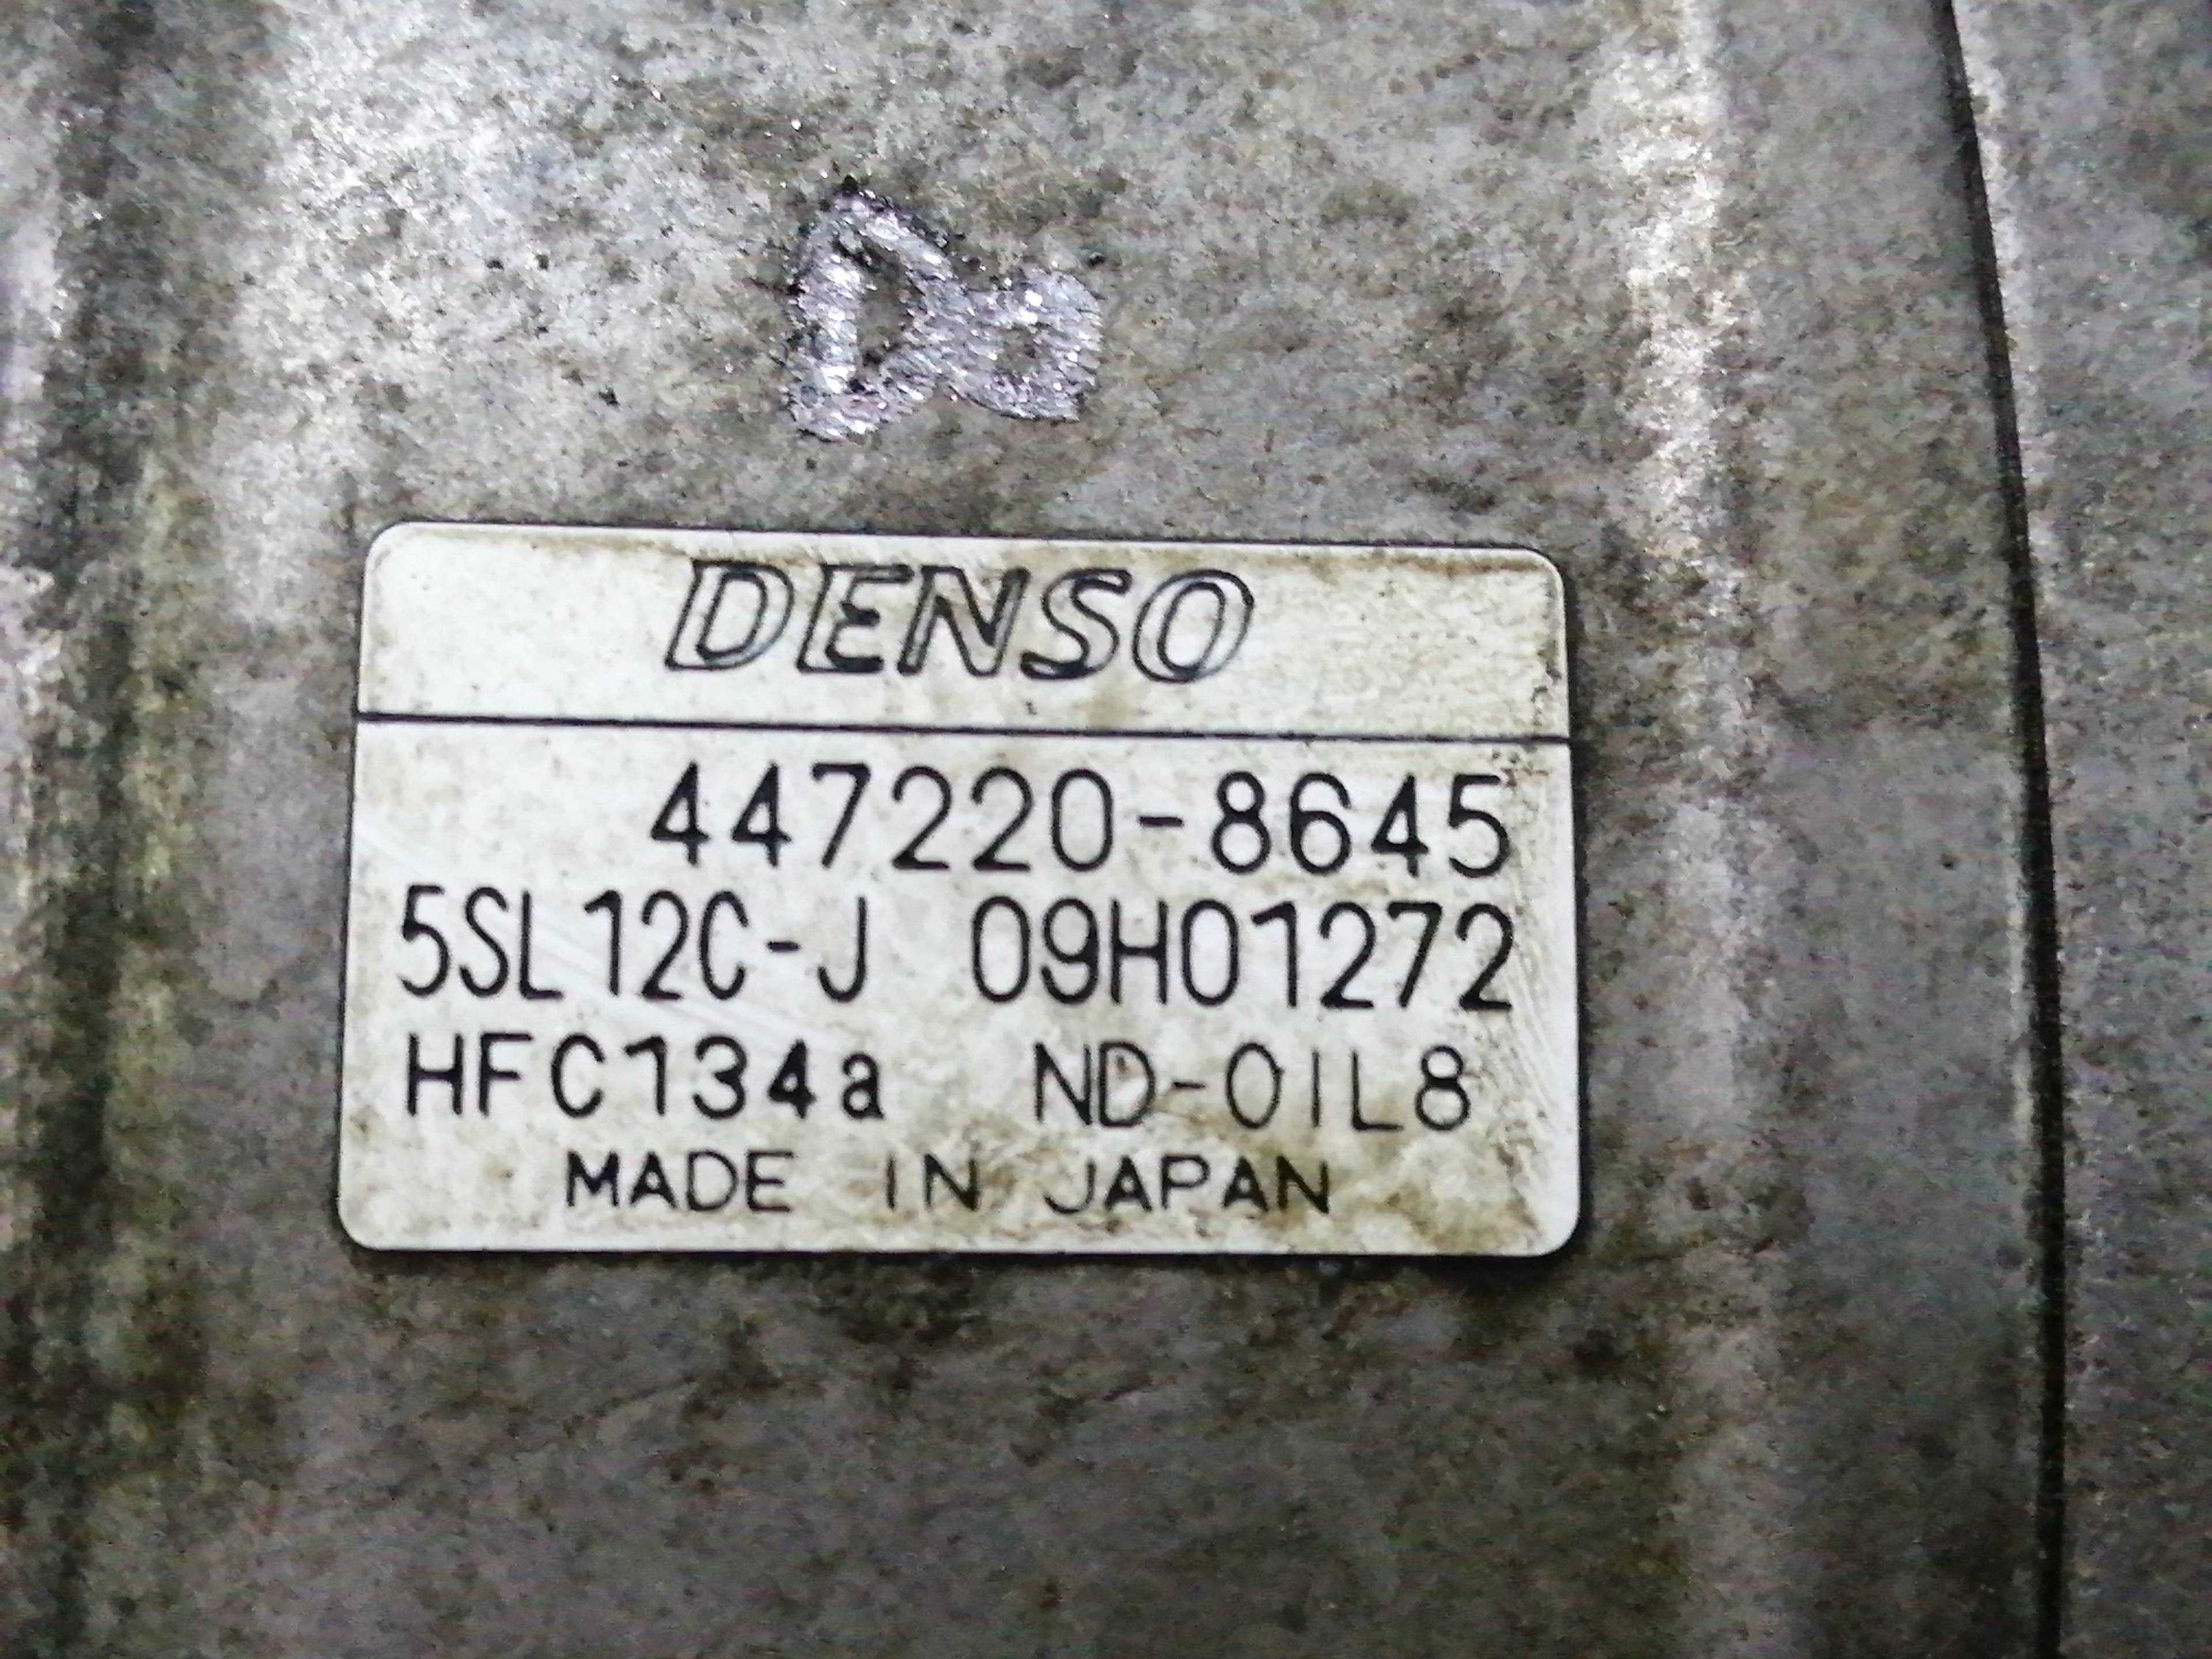 DENSO
447220-8645
5SL12C-J 09H01272
HFC134a ND-OIL8
MADE IN JAPAN